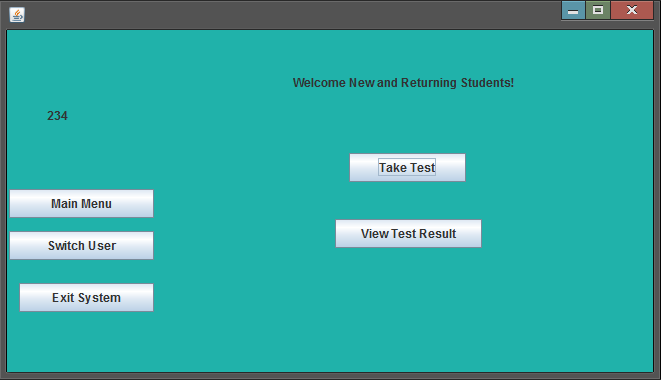 Welcome New and Returning Students!
234
Take Test
Main Menu
View Test Result
Switch User
Exit System